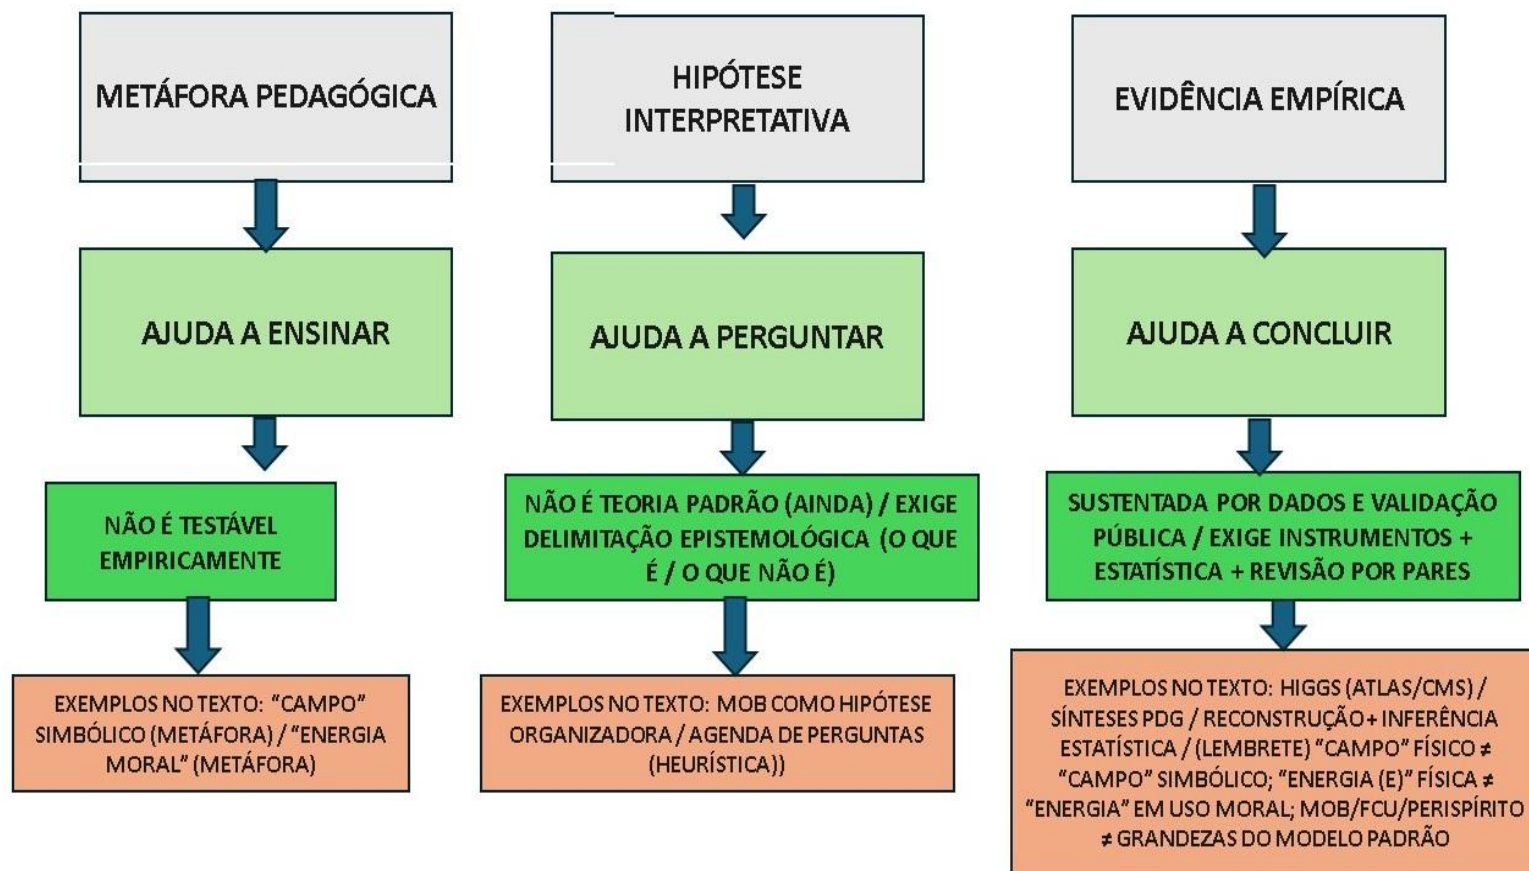 METÁFORA PEDAGÓGICA
AJUDA A ENSINAR
NÃO É TESTÁVEL
EMPIRICAMENTE
EXEMPLOS NO TEXTO: “CAMPO”
SIMBÓLICO (METÁFORA) / “ENERGIA
MORAL” (METÁFORA)
HIPÓTESE
INTERPRETATIVA
AJUDA A PERGUNTAR
NÃO É TEORIA PADRÃO (AINDA) / EXIGE
DELIMITAÇÃO EPISTEMOLÓGICA (O QUE
É / O QUE NÃO É)
EXEMPLOS NO TEXTO: MOB COMO HIPÓTESE
ORGANIZADORA / AGENDA DE PERGUNTAS
(HEURÍSTICA))
EVIDÊNCIA EMPÍRICA
AJUDA A CONCLUIR
SUSTENTADA POR DADOS E VALIDAÇÃO
PÚBLICA / EXIGE INSTRUMENTOS +
ESTATÍSTICA + REVISÃO POR PARES
EXEMPLOS NO TEXTO: HIGGS (ATLAS/CMS) /
SÍNTESES PDG / RECONSTRUÇÃO + INFERÊNCIA
ESTATÍSTICA / (LEMBRETE) “CAMPO” FÍSICO ≠
“CAMPO” SIMBÓLICO; “ENERGIA (E)” FÍSICA ≠
“ENERGIA” EM USO MORAL; MOB/FCU/PERISPÍRITO
≠ GRANDEZAS DO MODELO PADRÃO